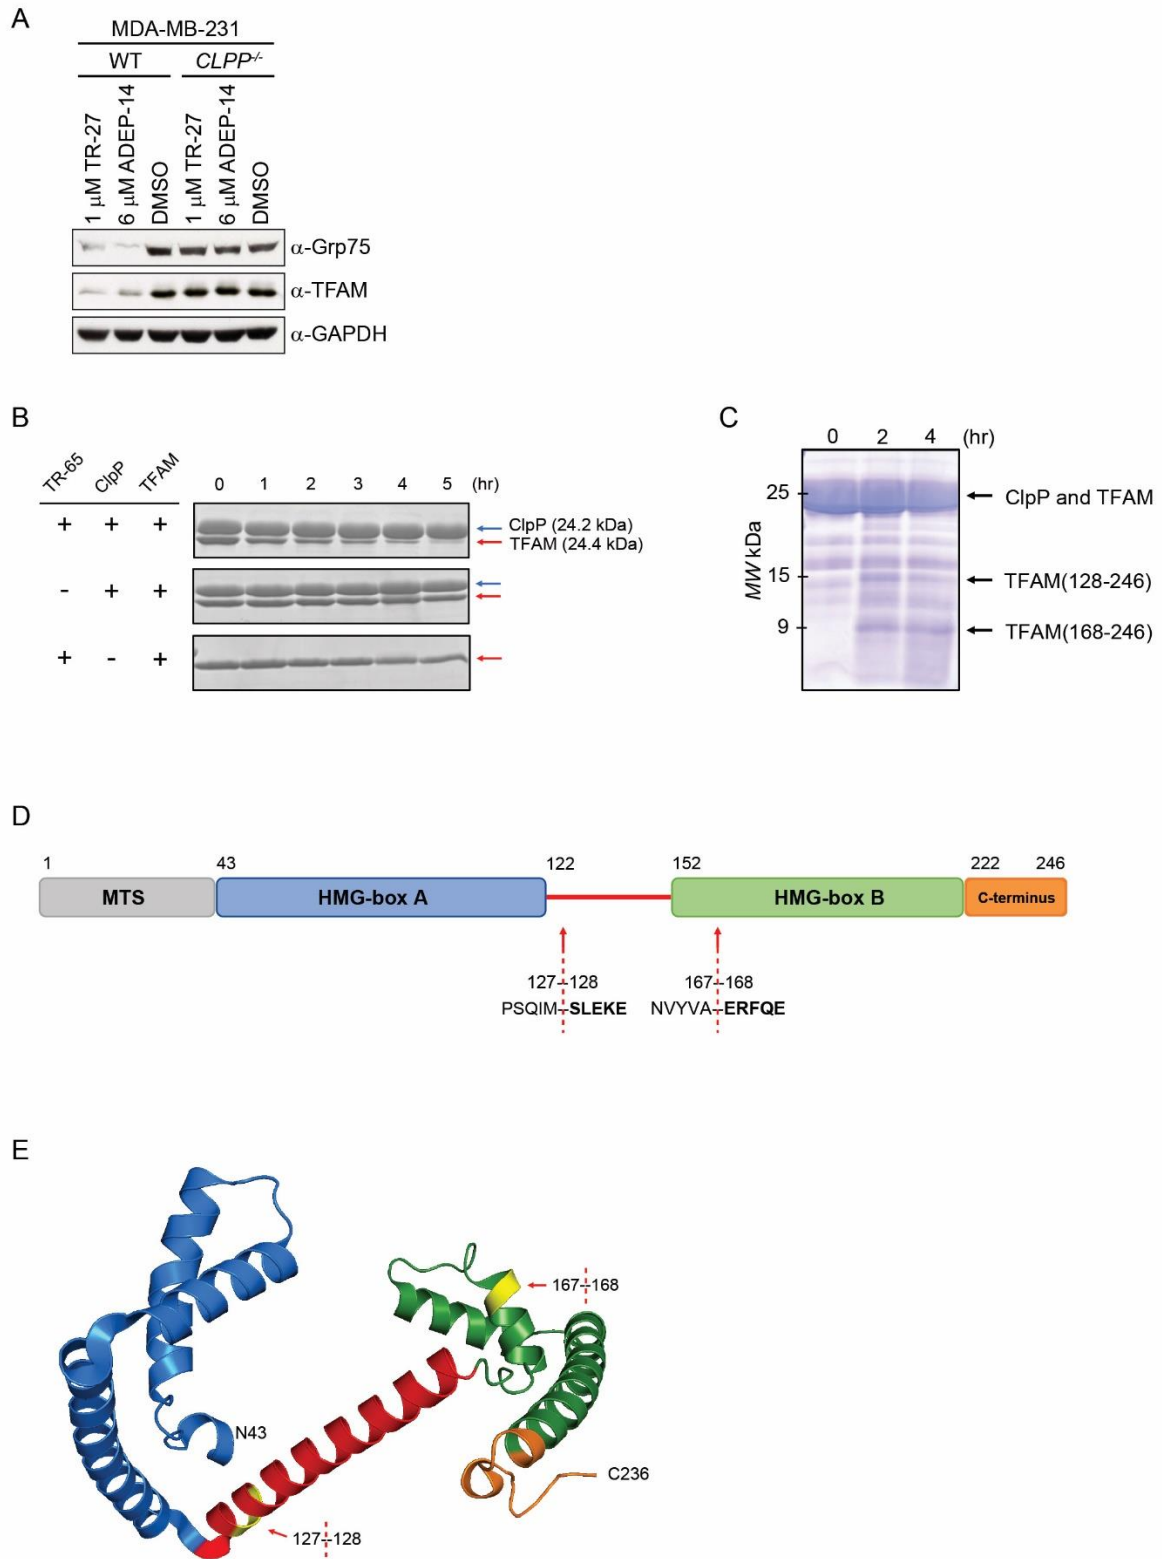 A
MDA-MB-231
WT CLPP-/-
1 µM TR-27 6 µM ADEP-14 DMSO 1 µM TR-27 6 µM ADEP-14 DMSO
α-Grp75
α-TFAM
α-GAPDH
B
TR-65 ClpP TFAM 0 1 2 3 4 5 (hr)
+ + + ClpP (24.2 kDa)
TFAM (24.4 kDa)
- + +
+ - +
C
0 2 4 (hr)
MW kDa
25 ClpP and TFAM
15 TFAM(128-246)
9 TFAM(168-246)
D
1 43 122 152 222 246
MTS HMG-box A HMG-box B C-terminus
127--128 167--168
PSQIM--SLEKE NVYVA--ERFQE
E
167--168
N43
C236
127--128